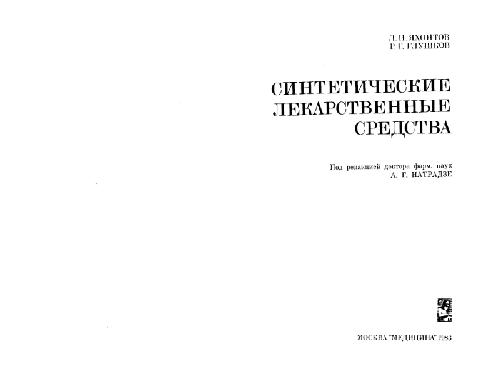 Л. Н. ЯХОНТОВ
Р. Г. ГЛУШКОВ
СИНТЕТИЧЕСКИЕ
ЛЕКАРСТВЕННЫЕ
СРЕДСТВА
Под редакцией доктора фарм. наук
А. Г. НАТРАДЗЕ
МОСКВА "МЕДИЦИНА" 1983